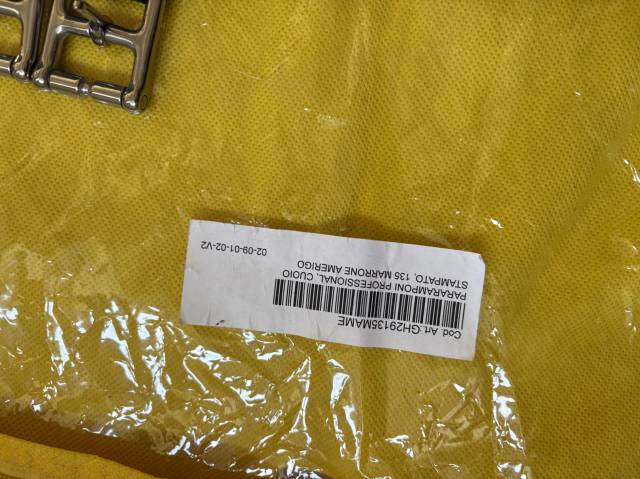 Cod. Art.:GH29135MAME
PARARAMPONI PROFESSIONAL, CUOIO
STAMPATO, 135 MARRONE AMERIGO
02-09-01-02-V2